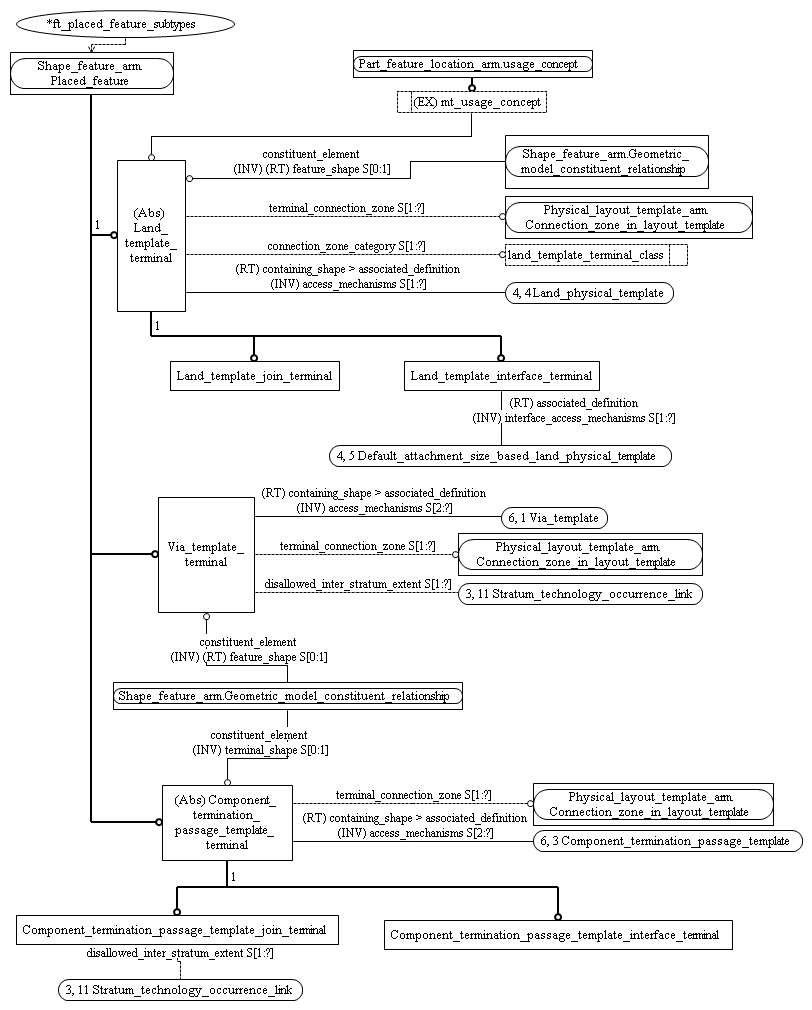 *ft_placed_feature_subtypes
Shape_feature_arm.
Placed_feature
Part_feature_location_arm.usage_concept
(EX) mt_usage_concept
constituent_element
(INV) (RT) feature_shape S[0:1]
Shape_feature_arm.Geometric_
model_constituent_relationship
(Abs)
Land_
template_
terminal
1
terminal_connection_zone S[1:?]
Physical_layout_template_arm.
Connection_zone_in_layout_template
connection_zone_category S[1:?]
land_template_terminal_class
(RT) containing_shape > associated_definition
(INV) access_mechanisms S[1:?]
4, 4 Land_physical_template
1
Land_template_join_terminal
Land_template_interface_terminal
(RT) associated_definition
(INV) interface_access_mechanisms S[1:?]
4, 5 Default_attachment_size_based_land_physical_template
(RT) containing_shape > associated_definition
(INV) access_mechanisms S[2:?]
6, 1 Via_template
Via_template_
terminal
terminal_connection_zone S[1:?]
Physical_layout_template_arm.
Connection_zone_in_layout_template
disallowed_inter_stratum_extent S[1:?]
3, 11 Stratum_technology_occurrence_link
constituent_element
(INV) (RT) feature_shape S[0:1]
Shape_feature_arm.Geometric_model_constituent_relationship
constituent_element
(INV) terminal_shape S[0:1]
(Abs) Component_
termination_
passage_template_
terminal
terminal_connection_zone S[1:?]
Physical_layout_template_arm.
Connection_zone_in_layout_template
(RT) containing_shape > associated_definition
(INV) access_mechanisms S[2:?]
6, 3 Component_termination_passage_template
1
Component_termination_passage_template_join_terminal
Component_termination_passage_template_interface_terminal
disallowed_inter_stratum_extent S[1:?]
3, 11 Stratum_technology_occurrence_link